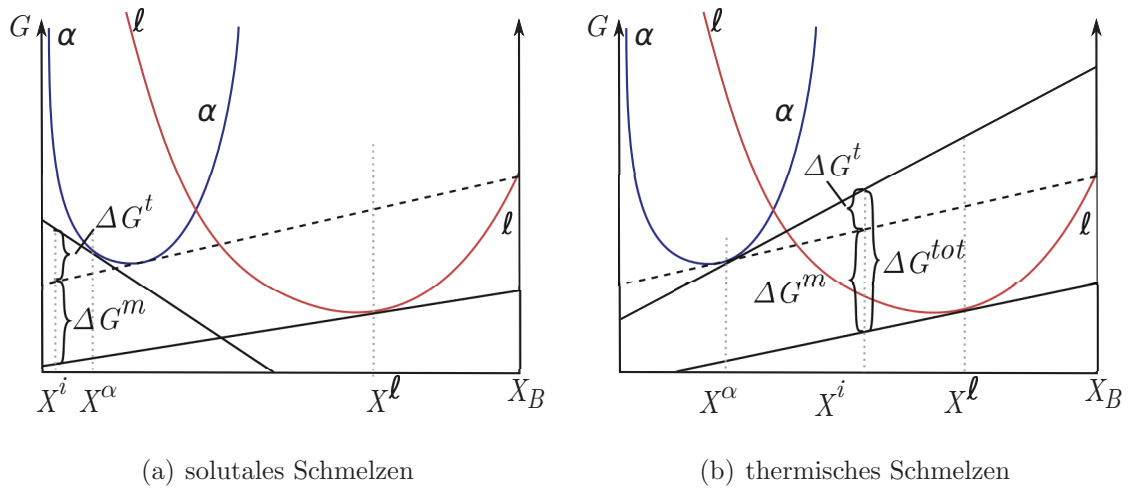 G α ℓ
α
ΔG^t
ℓ
ΔG^m
X^i X^α X^ℓ X_B
(a) solutales Schmelzen
G α ℓ
α
ΔG^t
ℓ
ΔG^tot
ΔG^m
X^α X^i X^ℓ X_B
(b) thermisches Schmelzen